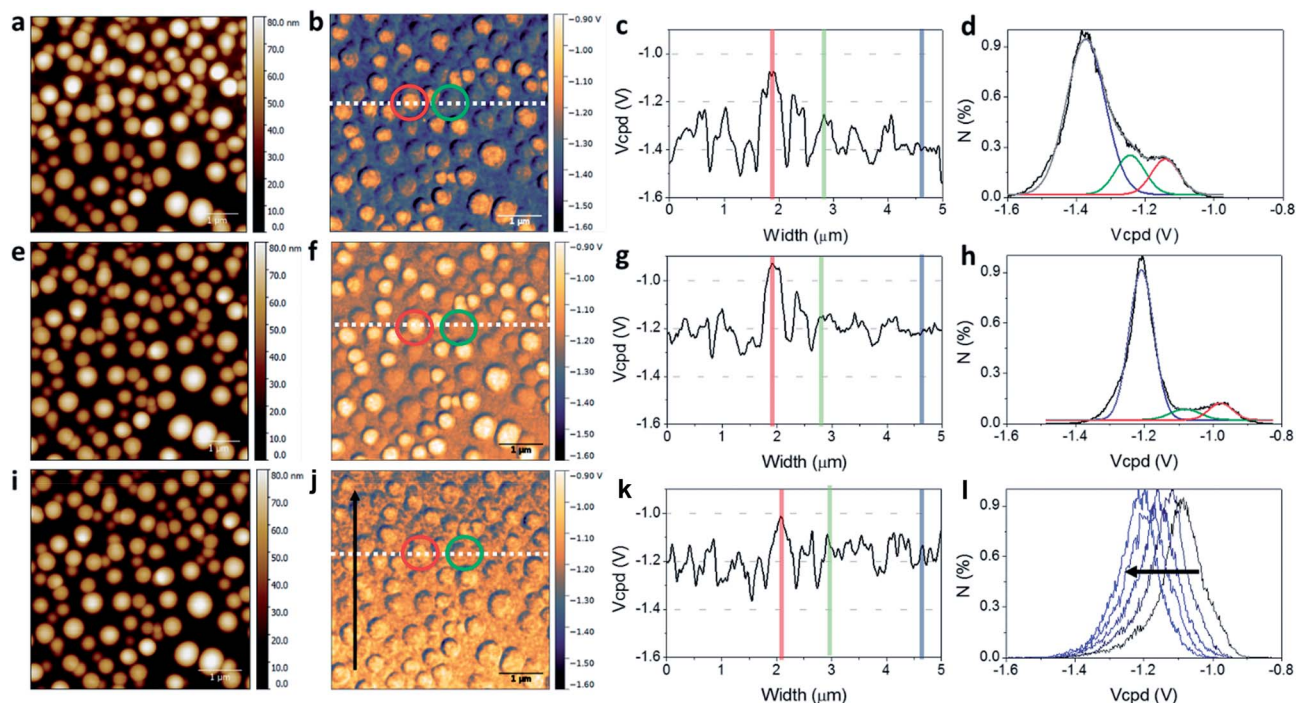 a
80.0 nm
70.0
60.0
50.0
40.0
30.0
20.0
10.0
0.0
1 µm
b
-0.90 V
-1.00
-1.10
-1.20
-1.30
-1.40
-1.50
-1.60
1 µm
c
Vcpd (V)
-1.0
-1.2
-1.4
-1.6
0 1 2 3 4 5
Width (µm)
d
N (%)
0.9
0.6
0.3
0.0
-1.6 -1.4 -1.2 -1.0 -0.8
Vcpd (V)
e
80.0 nm
70.0
60.0
50.0
40.0
30.0
20.0
10.0
0.0
1 µm
f
-0.90 V
-1.00
-1.10
-1.20
-1.30
-1.40
-1.50
-1.60
1 µm
g
Vcpd (V)
-1.0
-1.2
-1.4
-1.6
0 1 2 3 4 5
Width (µm)
h
N (%)
0.9
0.6
0.3
0.0
-1.6 -1.4 -1.2 -1.0 -0.8
Vcpd (V)
i
80.0 nm
70.0
60.0
50.0
40.0
30.0
20.0
10.0
0.0
1 µm
j
-0.90 V
-1.00
-1.10
-1.20
-1.30
-1.40
-1.50
-1.60
1 µm
k
Vcpd (V)
-1.0
-1.2
-1.4
-1.6
0 1 2 3 4 5
Width (µm)
l
N (%)
0.9
0.6
0.3
0.0
-1.6 -1.4 -1.2 -1.0 -0.8
Vcpd (V)